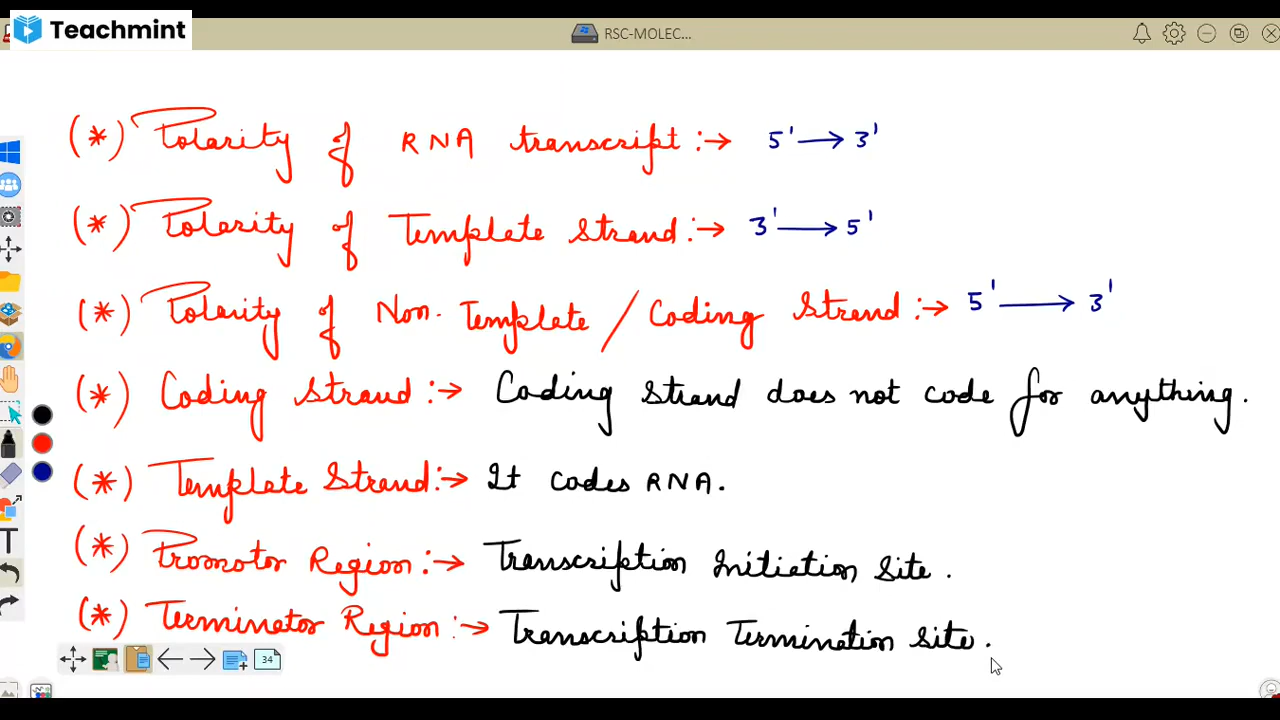 Teachmint
RSC-MOLEC...
(*) Polarity of RNA transcript :→ 5' → 3'
(*) Polarity of Template Strand :→ 3' → 5'
(*) Polarity of Non-Template / Coding Strand :→ 5' → 3'
(*) Coding Strand :→ Coding Strand does not code for anything.
(*) Template Strand :→ It codes RNA.
(*) Promotor Region :→ Transcription Initiation Site.
(*) Terminator Region :→ Transcription Termination Site.
T
34